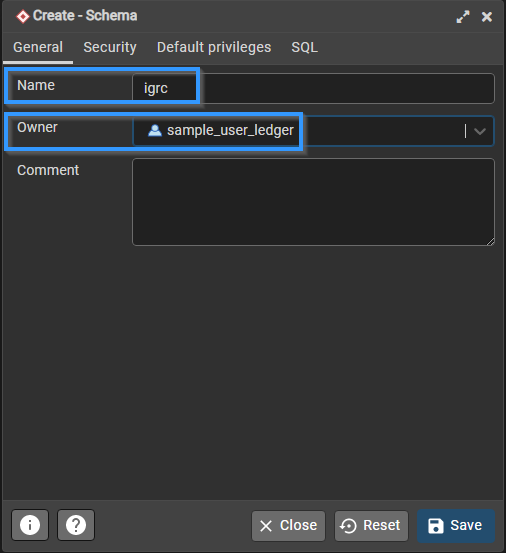 Create - Schema
General Security Default privileges SQL
Name igrc
Owner sample_user_ledger
Comment
Close Reset Save